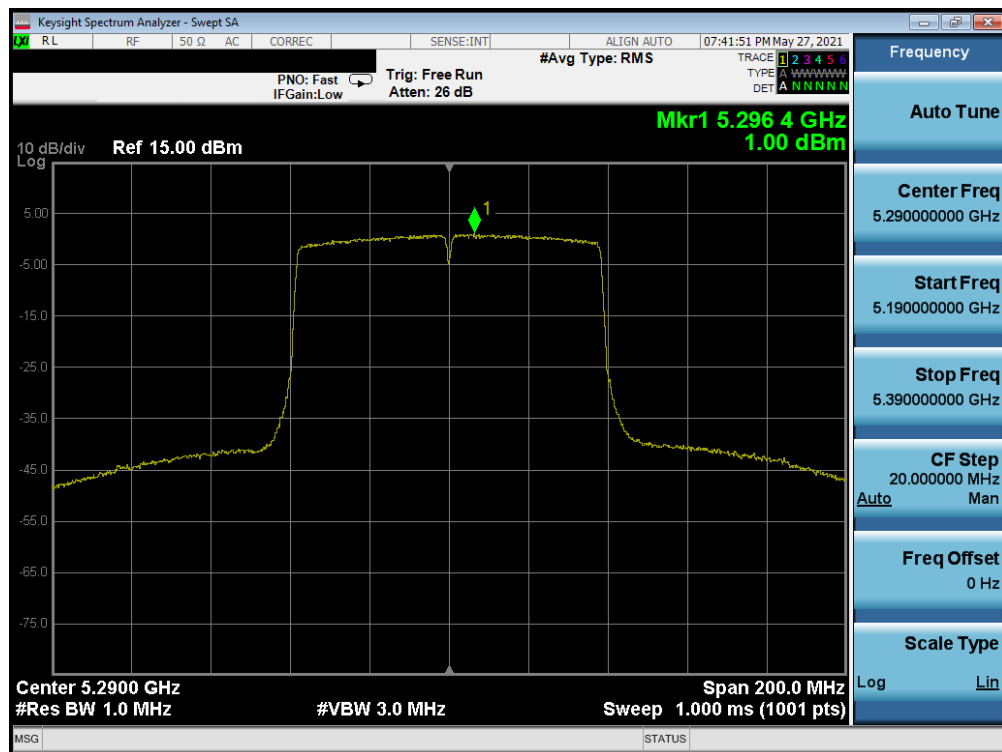 Keysight Spectrum Analyzer - Swept SA
LXI RL RF 50 Ω AC CORREC SENSE:INT ALIGN AUTO 07:41:51 PM May 27, 2021
PNO: Fast
IFGain:Low
Trig: Free Run
Atten: 26 dB
#Avg Type: RMS
TRACE 1 2 3 4 5 6
TYPE A WWWWW
DET A N N N N N
Mkr1 5.296 4 GHz
1.00 dBm
10 dB/div Ref 15.00 dBm
Log
1
5.00
-5.00
-15.0
-25.0
-35.0
-45.0
-55.0
-65.0
-75.0
Center 5.2900 GHz Span 200.0 MHz
#Res BW 1.0 MHz #VBW 3.0 MHz Sweep 1.000 ms (1001 pts)
MSG STATUS
Frequency
Auto Tune
Center Freq
5.290000000 GHz
Start Freq
5.190000000 GHz
Stop Freq
5.390000000 GHz
CF Step
20.000000 MHz
Auto Man
Freq Offset
0 Hz
Scale Type
Log Lin